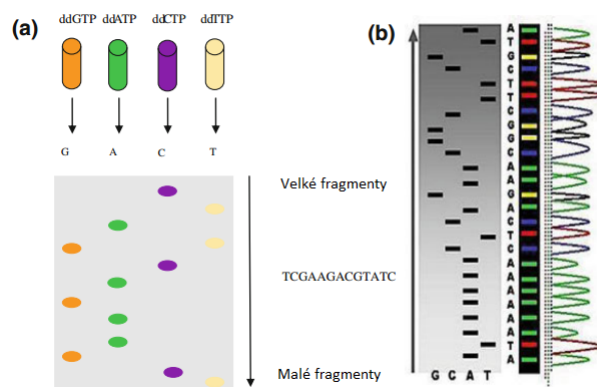 (a)
ddGTP ddATP ddCTP ddTTP
G A C T
Velké fragmenty
TCGAAGACGTATC
Malé fragmenty
(b)
A
T
G
C
T
T
C
G
G
C
A
A
G
A
C
T
C
A
A
A
A
A
A
T
A
G C A T